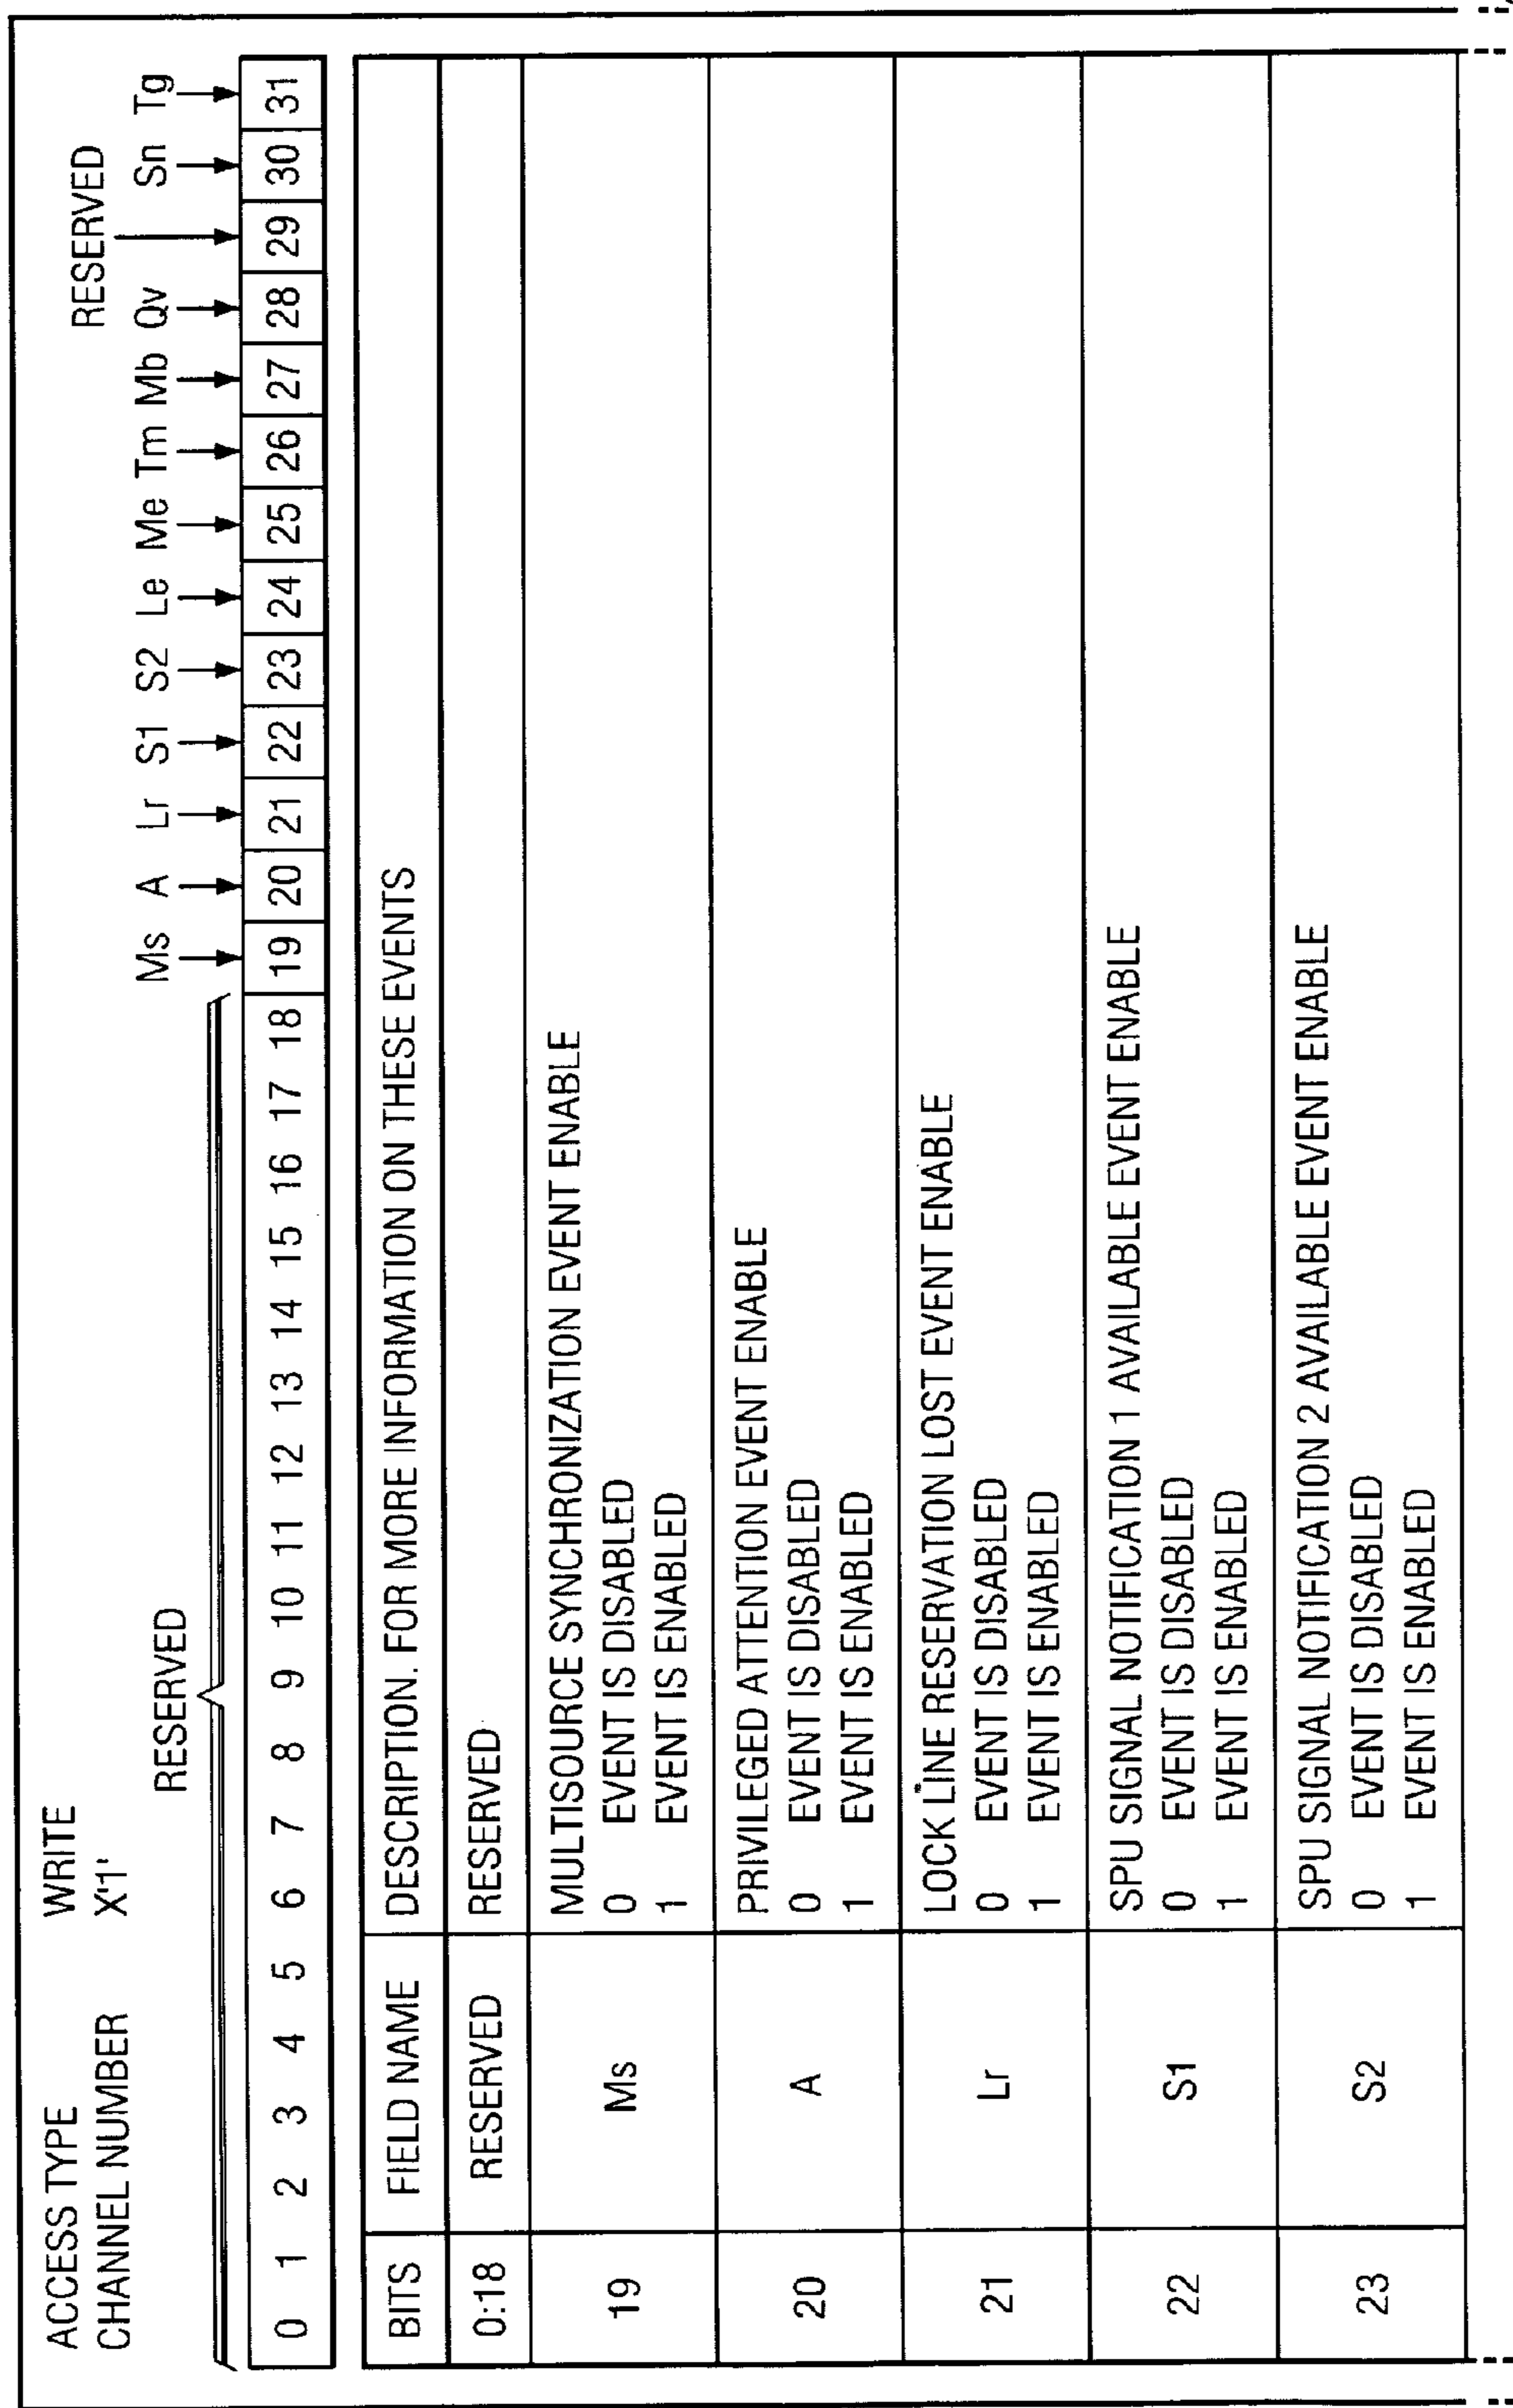 ACCESS TYPE WRITE
CHANNEL NUMBER X'1'
RESERVED
RESERVED
Ms A Lr S1 S2 Le Me Tm Mb Qv Sn Tg
0 1 2 3 4 5 6 7 8 9 10 11 12 13 14 15 16 17 18 19 20 21 22 23 24 25 26 27 28 29 30 31
BITS FIELD NAME DESCRIPTION. FOR MORE INFORMATION ON THESE EVENTS
0:18 RESERVED RESERVED
19 Ms MULTISOURCE SYNCHRONIZATION EVENT ENABLE
0 EVENT IS DISABLED
1 EVENT IS ENABLED
20 A PRIVILEGED ATTENTION EVENT ENABLE
0 EVENT IS DISABLED
1 EVENT IS ENABLED
21 Lr LOCK LINE RESERVATION LOST EVENT ENABLE
0 EVENT IS DISABLED
1 EVENT IS ENABLED
22 S1 SPU SIGNAL NOTIFICATION 1 AVAILABLE EVENT ENABLE
0 EVENT IS DISABLED
1 EVENT IS ENABLED
23 S2 SPU SIGNAL NOTIFICATION 2 AVAILABLE EVENT ENABLE
0 EVENT IS DISABLED
1 EVENT IS ENABLED